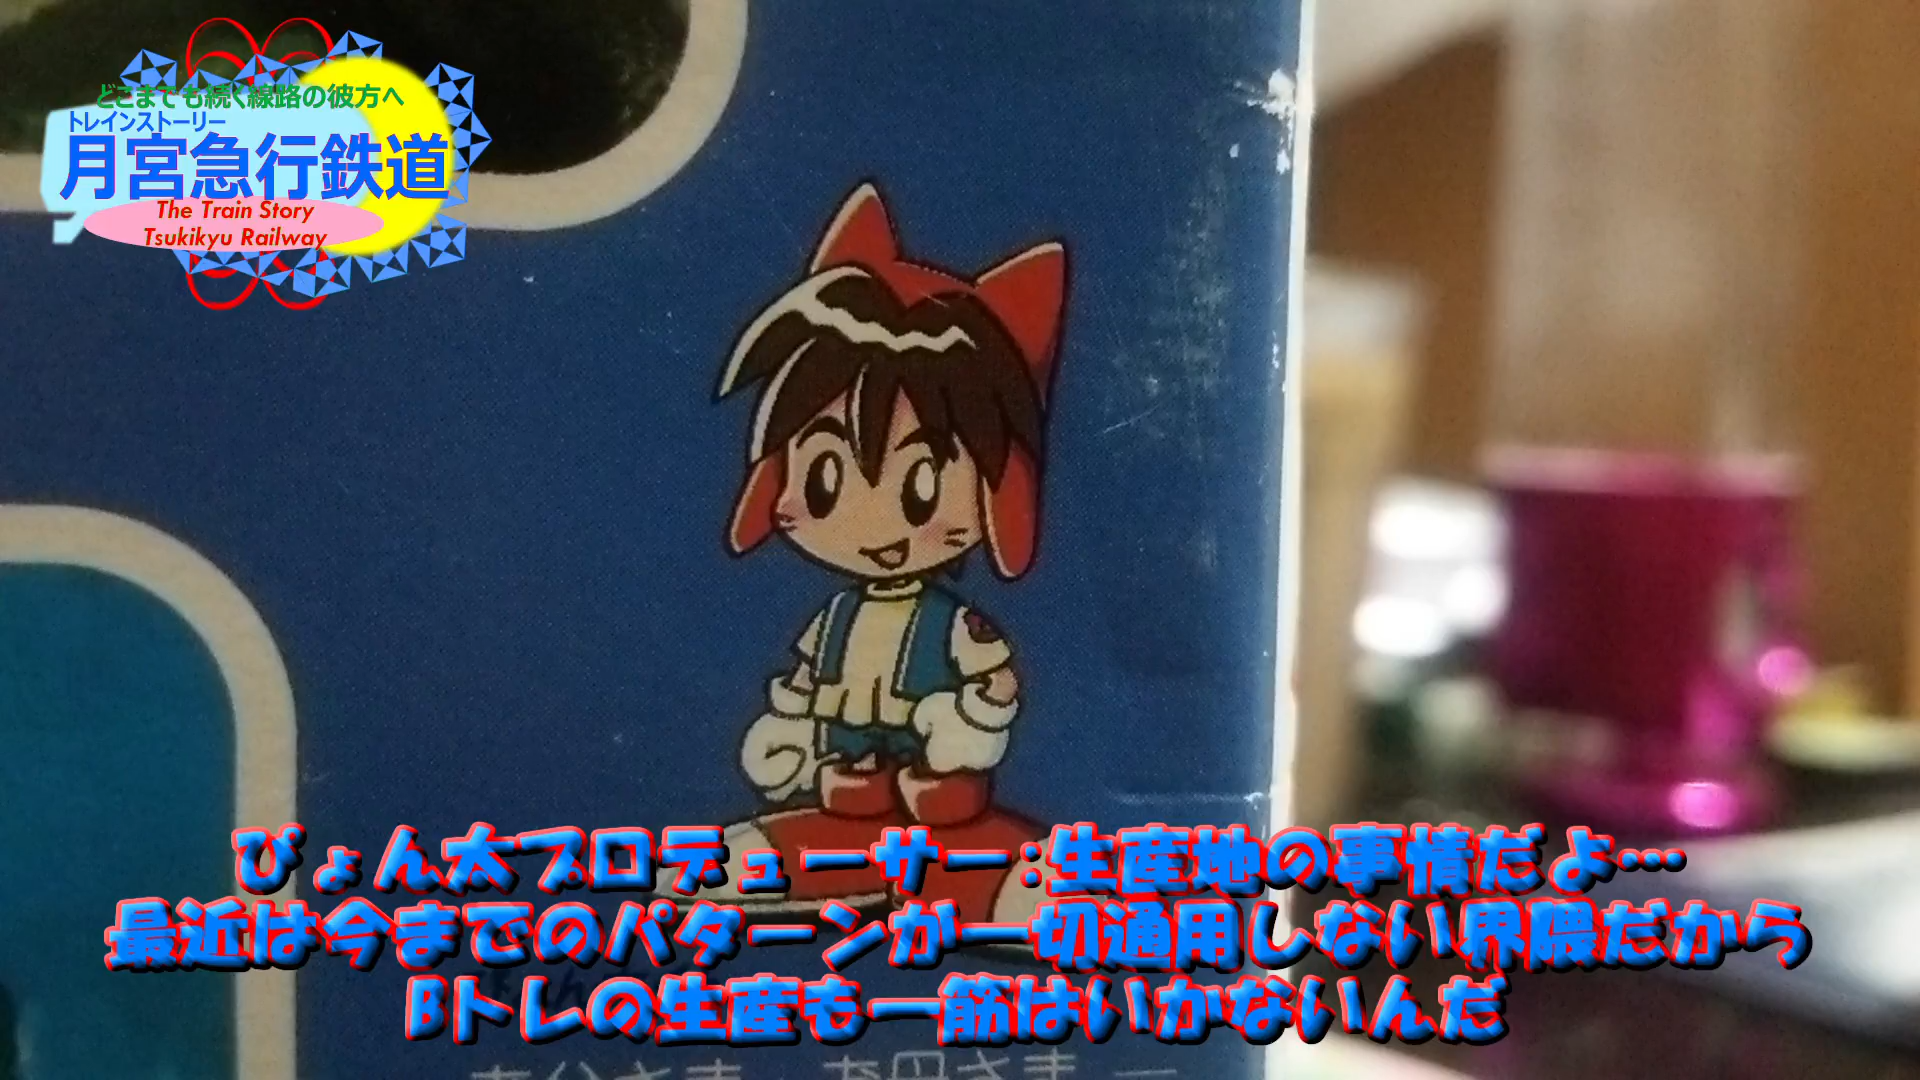 どこまでも続く線路の彼方へ
トレインストーリー
月宮急行鉄道
The Train Story
Tsukikyu Railway
ぴょん太プロデューサー:生産地の事情だよ…
最近は今までのパターンが一切通用しない界隈だから
Bトレの生産も一筋はいかないんだ